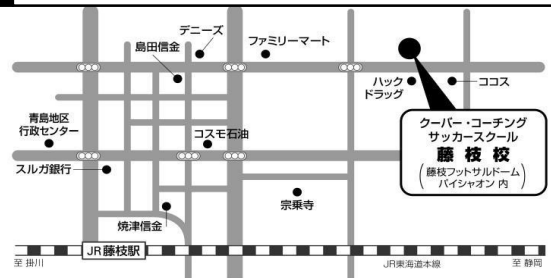 デニーズ
島田信金
ファミリーマート
ハック
ドラッグ
ココス
青島地区
行政センター
コスモ石油
スルガ銀行
クーバー・コーチング
サッカースクール
藤枝校
藤枝フットサルドーム
バイシャオン 内
宗乗寺
焼津信金
JR藤枝駅
至 掛川
JR東海道本線
至 静岡